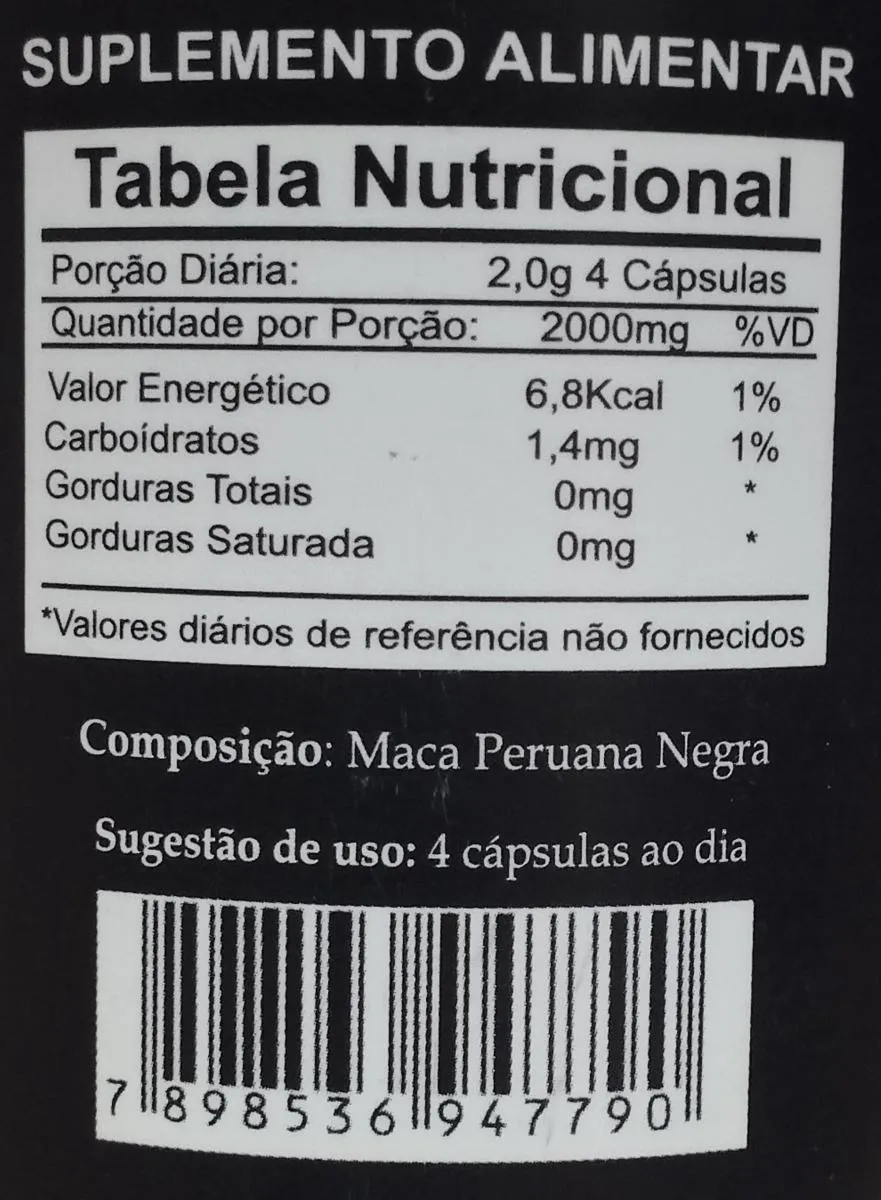 SUPLEMENTO ALIMENTAR
Tabela Nutricional
Porção Diária: 2,0g 4 Cápsulas
Quantidade por Porção: 2000mg %VD
Valor Energético 6,8Kcal 1%
Carboídratos 1,4mg 1%
Gorduras Totais 0mg *
Gorduras Saturada 0mg *
*Valores diários de referência não fornecidos
Composição: Maca Peruana Negra
Sugestão de uso: 4 cápsulas ao dia
7 898536 947790